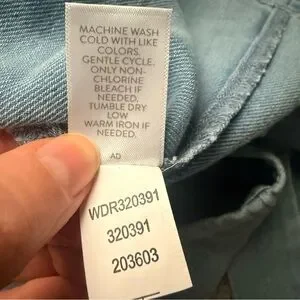 MACHINE WASH
COLD WITH LIKE
COLORS.
GENTLE CYCLE.
ONLY NON-
CHLORINE
BLEACH IF
NEEDED.
TUMBLE DRY
LOW
WARM IRON IF
NEEDED.
AD
WDR320391
320391
203603